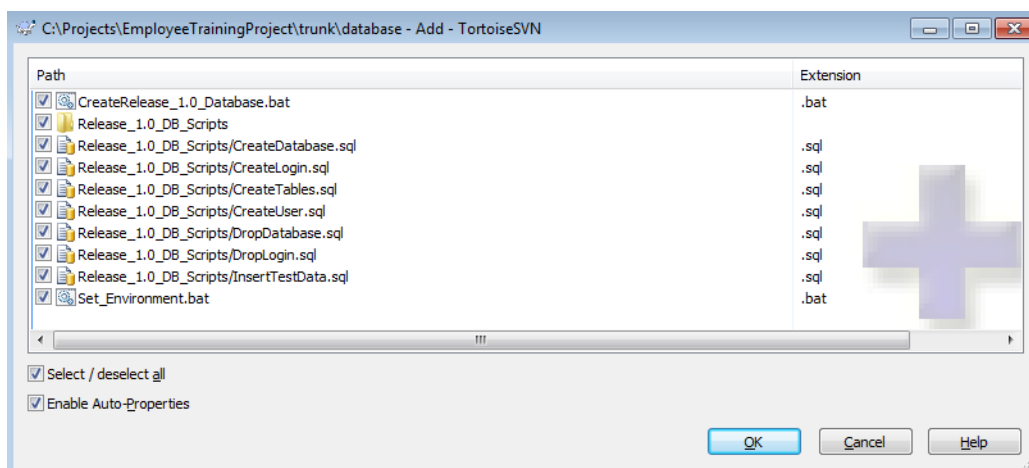 C:\Projects\EmployeeTrainingProject\trunk\database - Add - TortoiseSVN
Path Extension
CreateRelease_1.0_Database.bat .bat
Release_1.0_DB_Scripts
Release_1.0_DB_Scripts/CreateDatabase.sql .sql
Release_1.0_DB_Scripts/CreateLogin.sql .sql
Release_1.0_DB_Scripts/CreateTables.sql .sql
Release_1.0_DB_Scripts/CreateUser.sql .sql
Release_1.0_DB_Scripts/DropDatabase.sql .sql
Release_1.0_DB_Scripts/DropLogin.sql .sql
Release_1.0_DB_Scripts/InsertTestData.sql .sql
Set_Environment.bat .bat
Select / deselect all
Enable Auto-Properties
OK Cancel Help